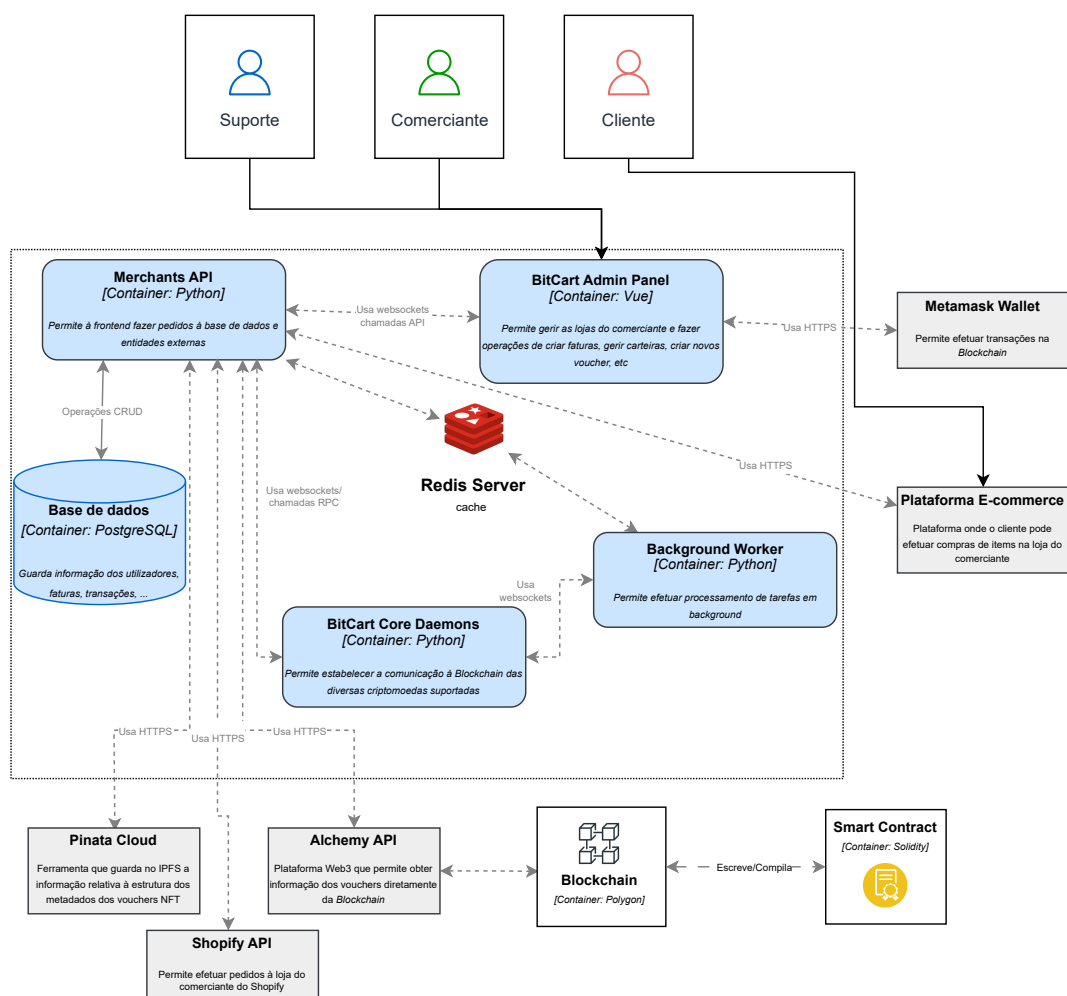 Suporte
Comerciante
Cliente
Merchants API
[Container: Python]
Permite à frontend fazer pedidos à base de dados e
entidades externas
Usa websockets
chamadas API
BitCart Admin Panel
[Container: Vue]
Permite gerir as lojas do comerciante e fazer
operações de criar faturas, gerir carteiras, criar novos
voucher, etc
Usa HTTPS
Metamask Wallet
Permite efetuar transações na
Blockchain
Operações CRUD
Redis Server
cache
Usa HTTPS
Usa websockets/
chamadas RPC
Plataforma E-commerce
Plataforma onde o cliente pode
efetuar compras de items na loja do
comerciante
Base de dados
[Container: PostgreSQL]
Guarda informação dos utilizadores,
faturas, transações, ...
Background Worker
[Container: Python]
Permite efetuar processamento de tarefas em
background
Usa
websockets
BitCart Core Daemons
[Container: Python]
Permite estabelecer a comunicação à Blockchain das
diversas criptomoedas suportadas
Usa HTTPS
Usa HTTPS
Usa HTTPS
Pinata Cloud
Ferramenta que guarda no IPFS a
informação relativa à estrutura dos
metadados dos vouchers NFT
Alchemy API
Plataforma Web3 que permite obter
informação dos vouchers diretamente
da Blockchain
Blockchain
[Container: Polygon]
Escreve/Compila
Smart Contract
[Container: Solidity]
Shopify API
Permite efetuar pedidos à loja do
comerciante do Shopify